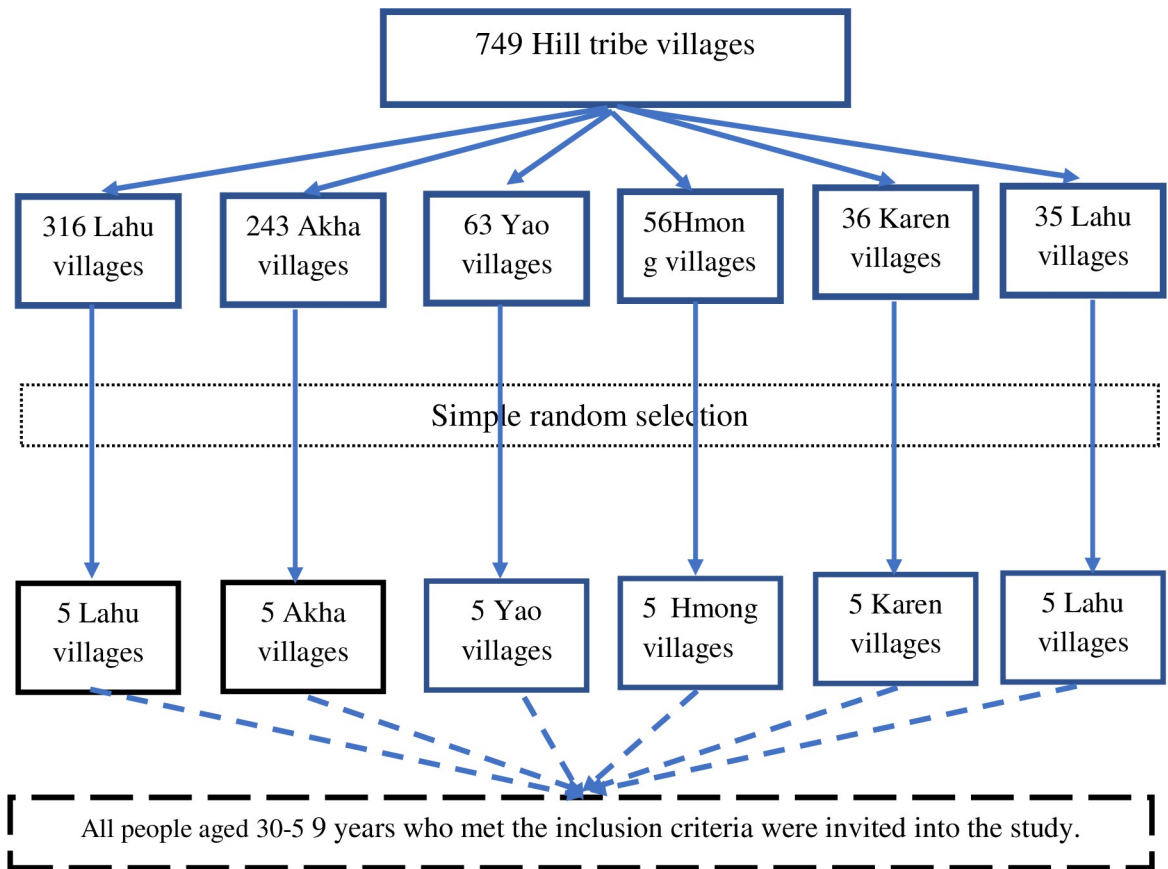 749 Hill tribe villages
316 Lahu
villages
243 Akha
villages
63 Yao
villages
56Hmon
g villages
36 Karen
villages
35 Lahu
villages
Simple random selection
5 Lahu
villages
5 Akha
villages
5 Yao
villages
5 Hmong
villages
5 Karen
villages
5 Lahu
villages
All people aged 30-5 9 years who met the inclusion criteria were invited into the study.